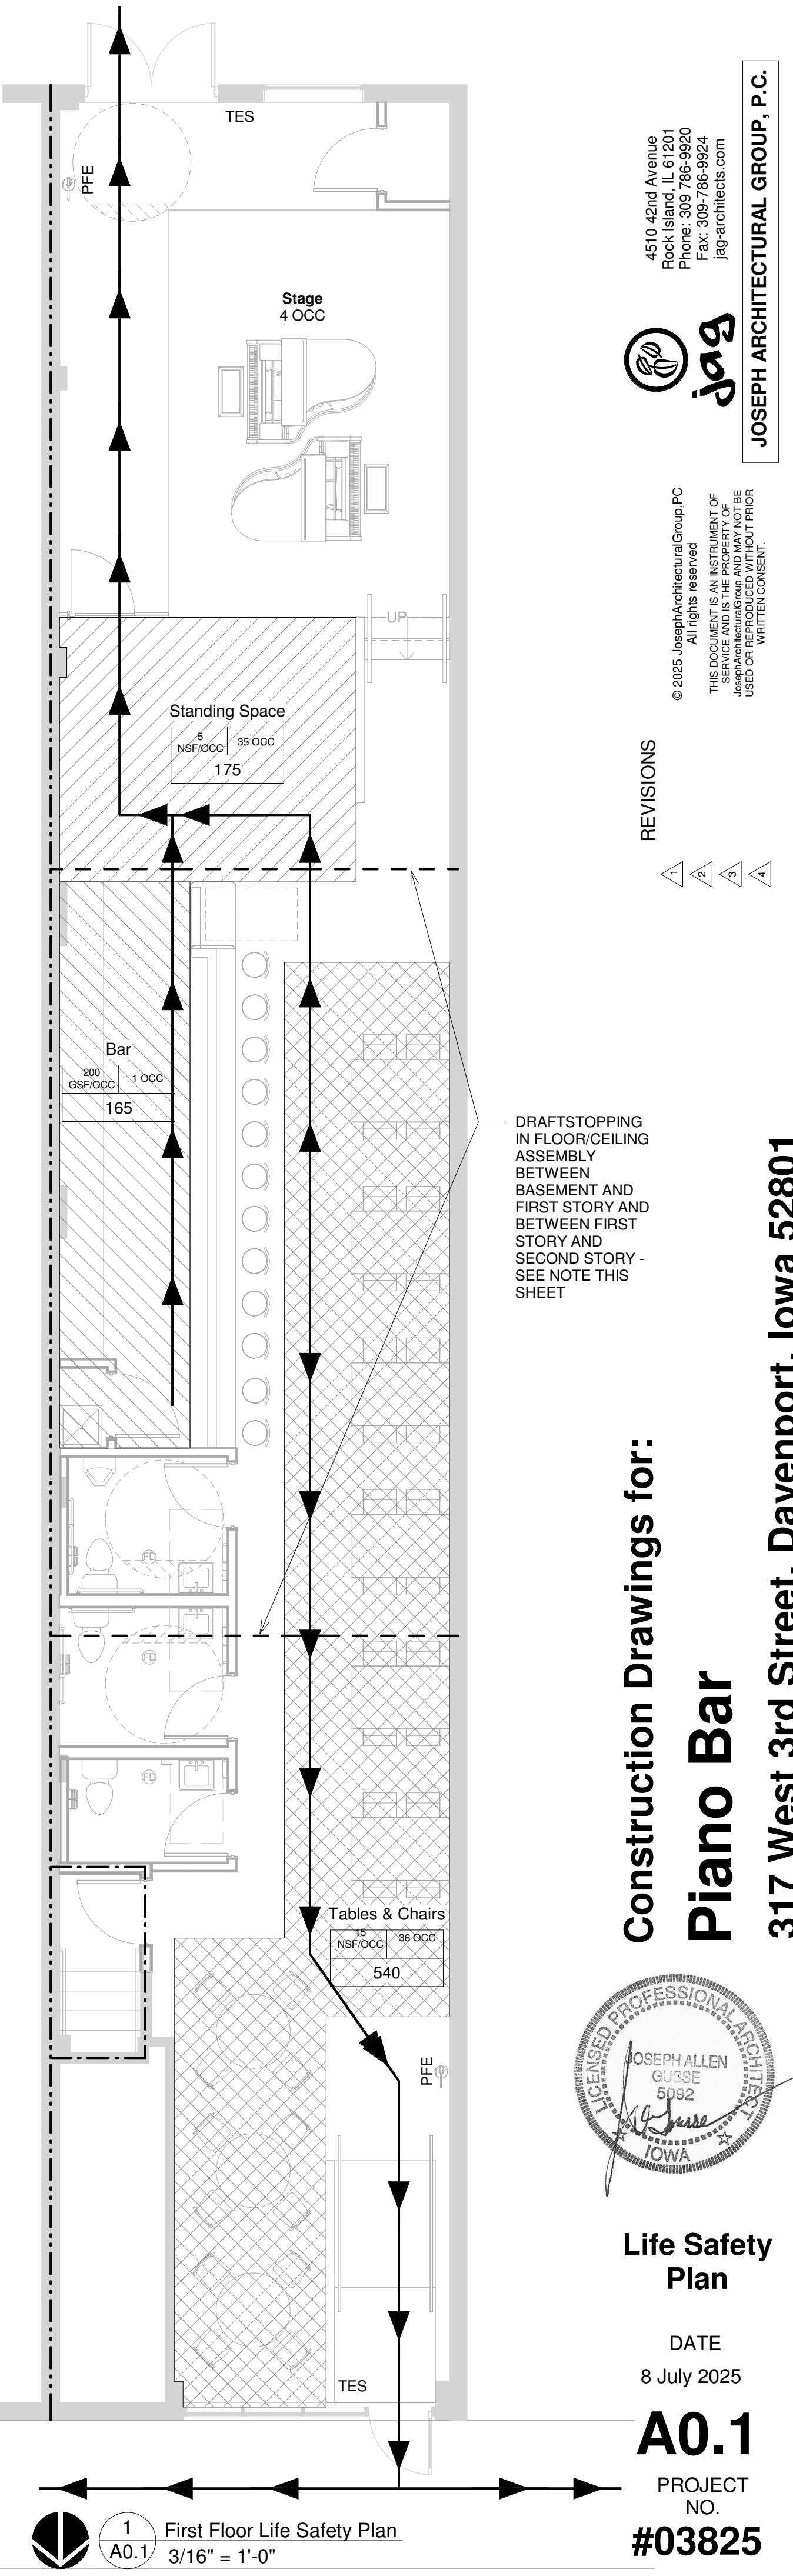 TES
PFE
Stage
4 OCC
UP
Standing Space
5
NSF/OCC
35 OCC
175
Bar
200
GSF/OCC
1 OCC
165
DRAFTSTOPPING
IN FLOOR/CEILING
ASSEMBLY
BETWEEN
BASEMENT AND
FIRST STORY AND
BETWEEN FIRST
STORY AND
SECOND STORY -
SEE NOTE THIS
SHEET
FD
FD
FD
Tables & Chairs
15
NSF/OCC
36 OCC
540
PFE
TES
1
A0.1
First Floor Life Safety Plan
3/16" = 1'-0"
4510 42nd Avenue
Rock Island, IL 61201
Phone: 309 786-9920
Fax: 309-786-9924
jag-architects.com
jag
JOSEPH ARCHITECTURAL GROUP, P.C.
© 2025 JosephArchitecturalGroup,PC
All rights reserved
THIS DOCUMENT IS AN INSTRUMENT OF
SERVICE AND IS THE PROPERTY OF
JosephArchitecturalGroup AND MAY NOT BE
USED OR REPRODUCED WITHOUT PRIOR
WRITTEN CONSENT.
REVISIONS
1
2
3
4
Construction Drawings for:
Piano Bar
317 West 3rd Street, Davenport, Iowa 52801
LICENSED PROFESSIONAL ARCHITECT
JOSEPH ALLEN
GUSSE
5092
IOWA
Life Safety
Plan
DATE
8 July 2025
A0.1
PROJECT
NO.
#03825